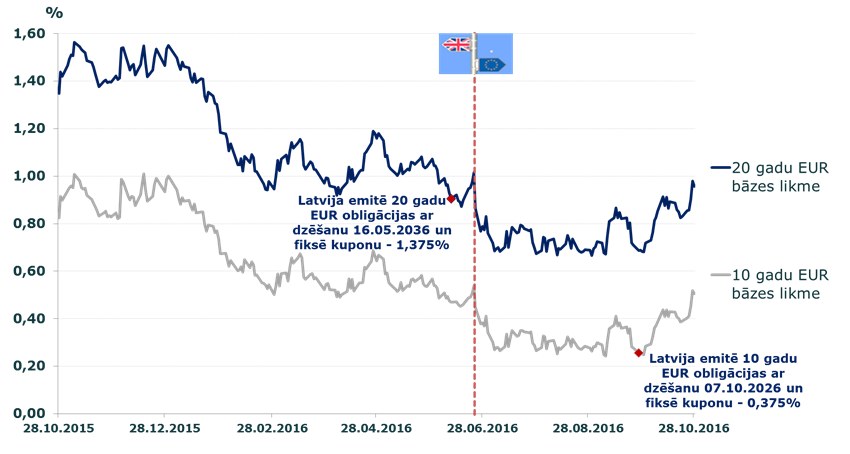 %
1,60
1,40
1,20
1,00
0,80
0,60
0,40
0,20
0,00
28.10.2015
28.12.2015
28.02.2016
28.04.2016
28.06.2016
28.08.2016
28.10.2016
Latvija emitē 20 gadu
EUR obligācijas ar
dzēšanu 16.05.2036 un
fiksē kuponu - 1,375%
Latvija emitē 10 gadu
EUR obligācijas ar
dzēšanu 07.10.2026 un
fiksē kuponu - 0,375%
20 gadu EUR
bāzes likme
10 gadu EUR
bāzes likme